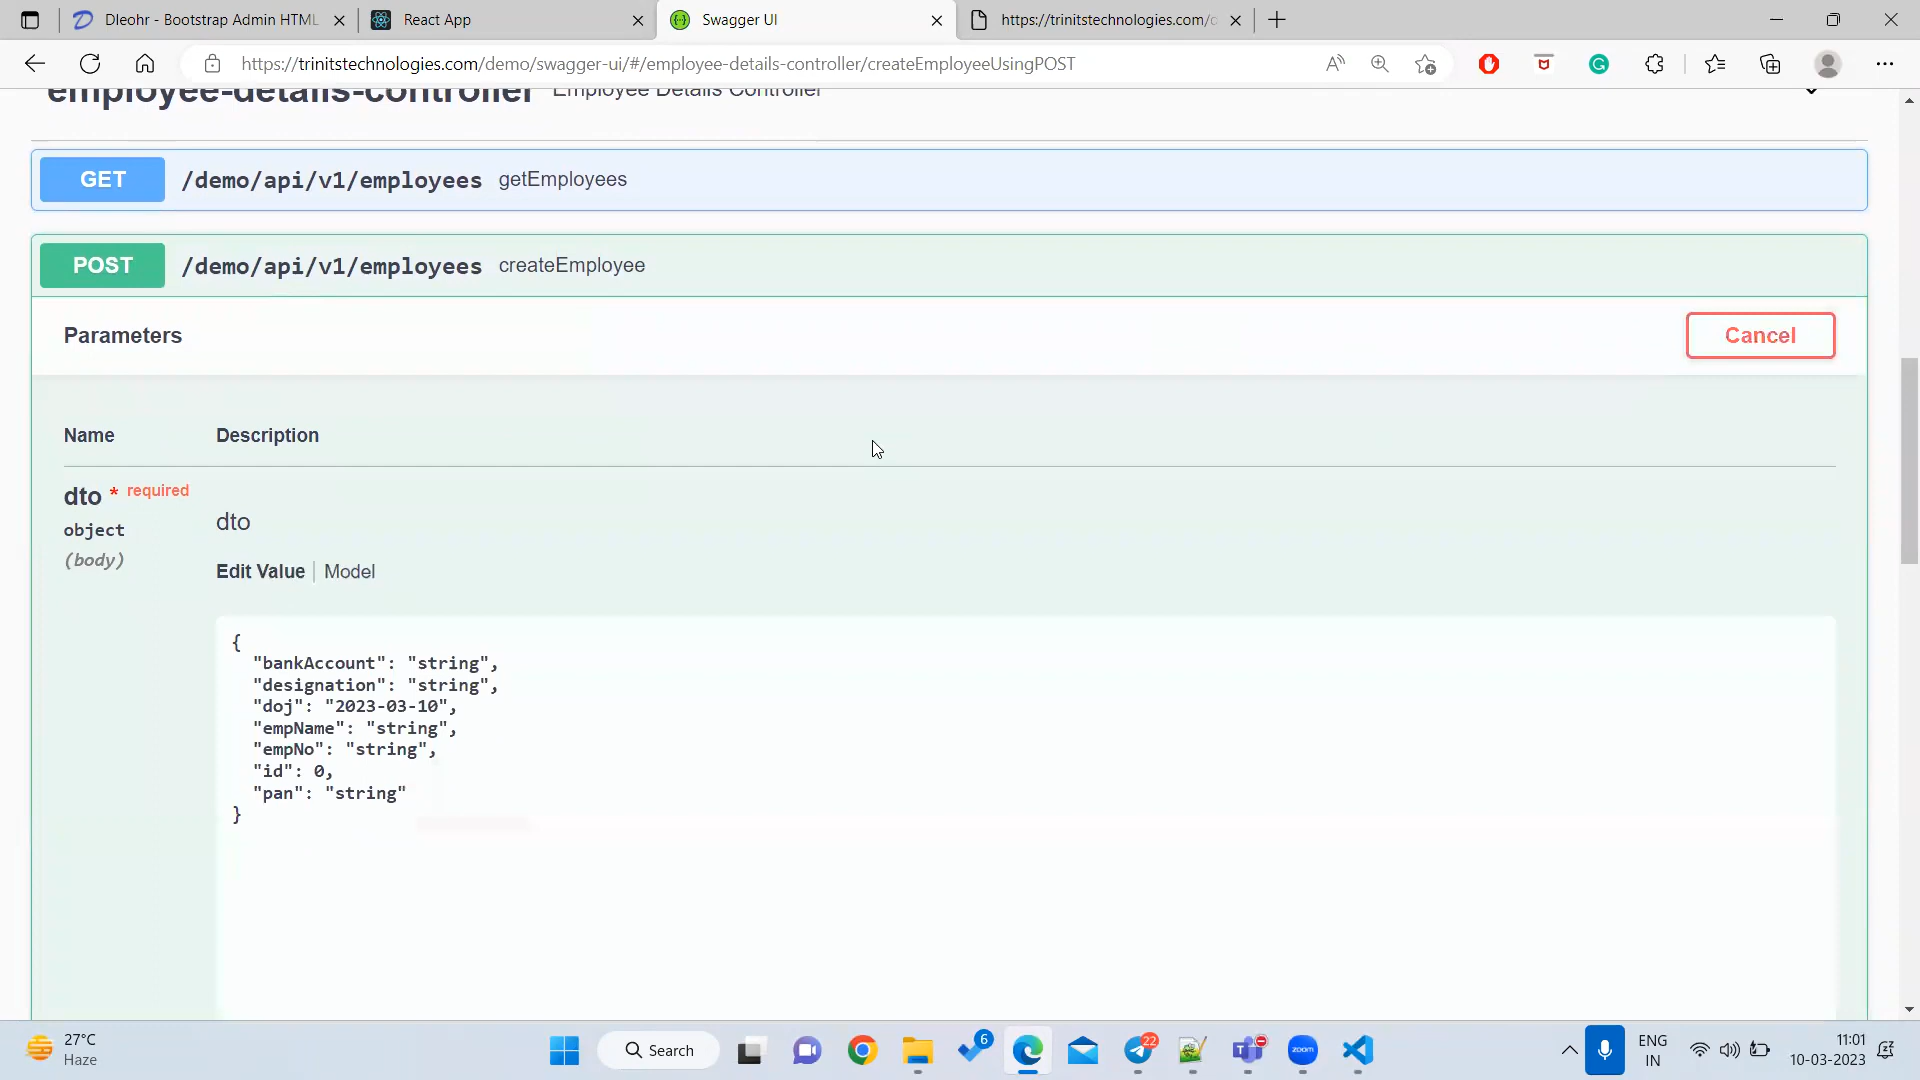 Dleohr - Bootstrap Admin HTML
React App
Swagger UI
https://trinitstechnologies.com/d
https://trinitstechnologies.com/demo/swagger-ui/#/employee-details-controller/createEmployeeUsingPOST
employee-details-controller Employee Details Controller
GET /demo/api/v1/employees getEmployees
POST /demo/api/v1/employees createEmployee
Parameters
Cancel
Name Description
dto * required
object
(body)
dto
Edit Value | Model
{
"bankAccount": "string",
"designation": "string",
"doj": "2023-03-10",
"empName": "string",
"empNo": "string",
"id": 0,
"pan": "string"
}
27°C
Haze
Search
6
22
zoom
ENG
IN
11:01
10-03-2023